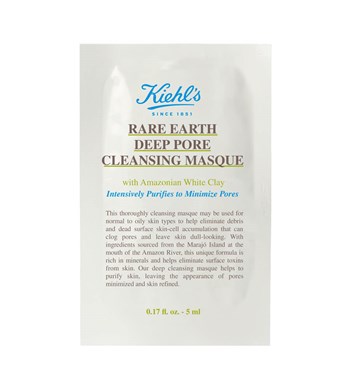 Kiehl's
SINCE 1851
RARE EARTH
DEEP PORE
CLEANSING MASQUE
with Amazonian White Clay
Intensively Purifies to Minimize Pores
This thoroughly cleansing masque may be used for
normal to oily skin types to help eliminate debris
and dead surface skin-cell accumulation that can
clog pores and leave skin dull-looking. With
ingredients sourced from the Marajó Island at the
mouth of the Amazon River, this unique formula is
rich in minerals and helps eliminate surface toxins
from skin. Our deep cleansing masque helps to
purify skin, leaving the appearance of pores
minimized and skin refined.
0.17 fl. oz. - 5 ml